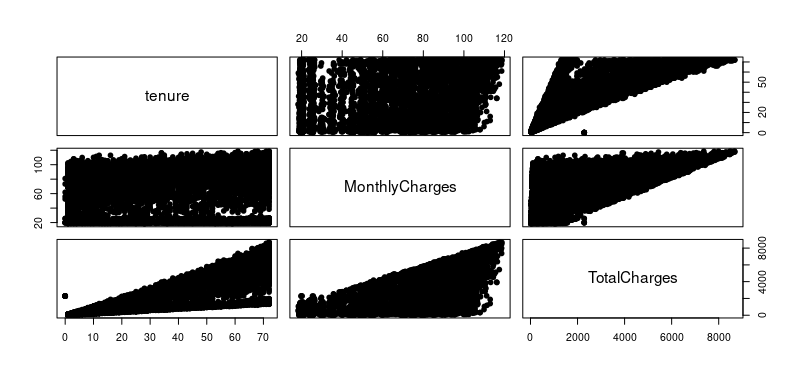 20 40 60 80 100 120
tenure
0 20 50
20 60 100
MonthlyCharges
TotalCharges
0 4000 8000
0 10 20 30 40 50 60 70
0 2000 4000 6000 8000